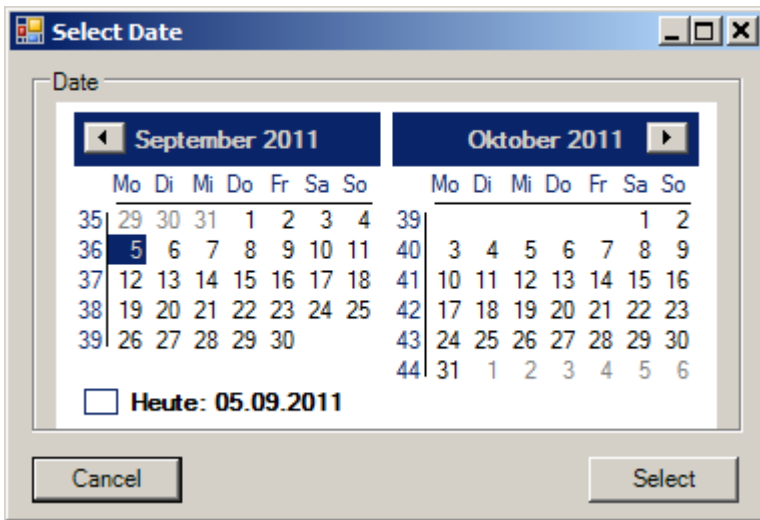 Select Date
Date
September 2011
Mo Di Mi Do Fr Sa So
35 29 30 31 1 2 3 4
36 5 6 7 8 9 10 11
37 12 13 14 15 16 17 18
38 19 20 21 22 23 24 25
39 26 27 28 29 30
Oktober 2011
Mo Di Mi Do Fr Sa So
39 1 2
40 3 4 5 6 7 8 9
41 10 11 12 13 14 15 16
42 17 18 19 20 21 22 23
43 24 25 26 27 28 29 30
44 31 1 2 3 4 5 6
Heute: 05.09.2011
Cancel
Select